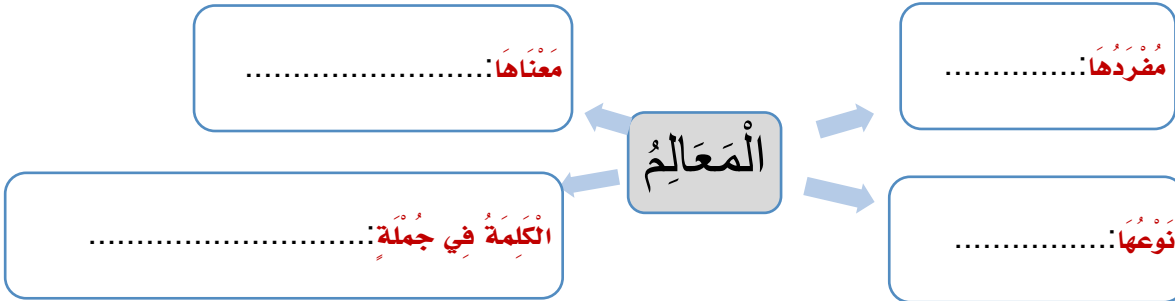 مُفْرَدُهَا:...............
مَعْنَاهَا:.........................
الْمَعَالِمُ
نَوْعُهَا:................
الْكَلِمَةُ فِي جُمْلَةٍ:.............................